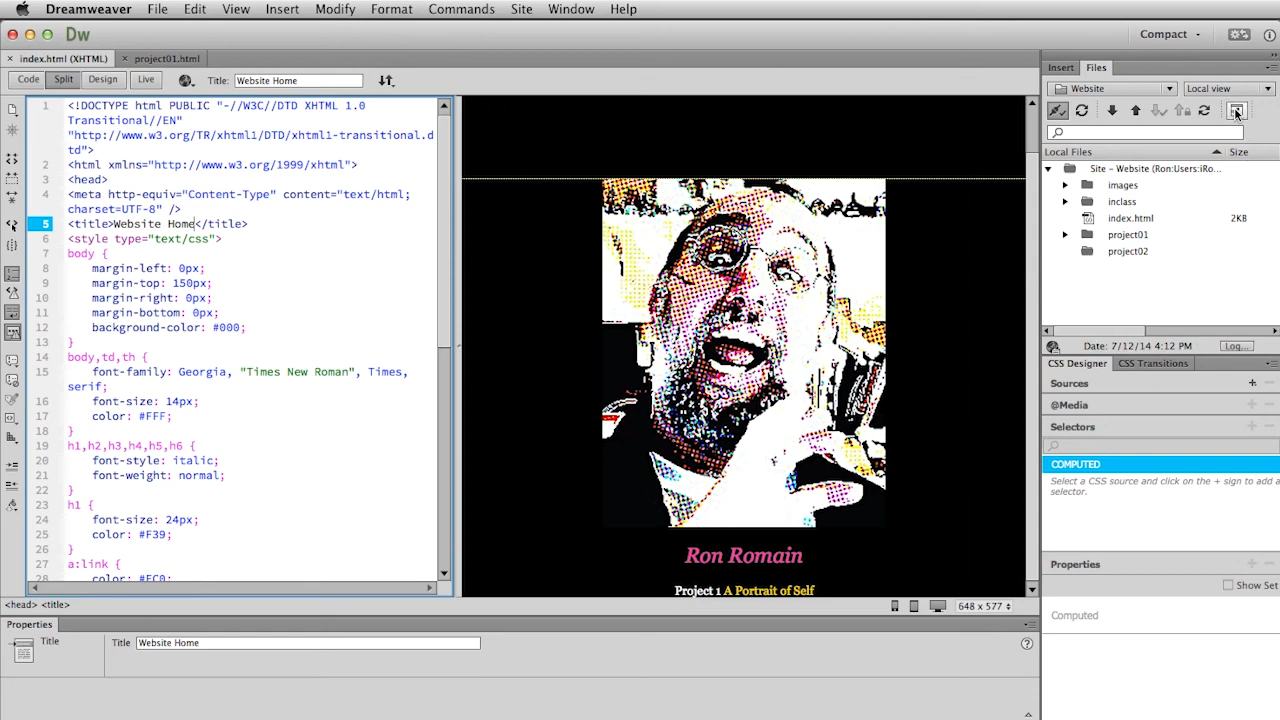 Dreamweaver File Edit View Insert Modify Format Commands Site Window Help
Dw
Compact
index.html (XHTML) project01.html
Code Split Design Live Title: Website Home
1 <!DOCTYPE html PUBLIC "-//W3C//DTD XHTML 1.0
Transitional//EN"
"http://www.w3.org/TR/xhtml1/DTD/xhtml1-transitional.d
td">
2 <html xmlns="http://www.w3.org/1999/xhtml">
3 <head>
4 <meta http-equiv="Content-Type" content="text/html;
charset=UTF-8" />
5 <title>Website Home</title>
6 <style type="text/css">
7 body {
8 margin-left: 0px;
9 margin-top: 150px;
10 margin-right: 0px;
11 margin-bottom: 0px;
12 background-color: #000;
13 }
14 body,td,th {
15 font-family: Georgia, "Times New Roman", Times,
serif;
16 font-size: 14px;
17 color: #FFF;
18 }
19 h1,h2,h3,h4,h5,h6 {
20 font-style: italic;
21 font-weight: normal;
22 }
23 h1 {
24 font-size: 24px;
25 color: #F39;
26 }
27 a:link {
28 color: #FC0;
<head> <title>
Ron Romain
Project 1 A Portrait of Self
648 x 577
Insert Files
Website Local view
Local Files Size
Site - Website (Ron:Users:iRo...
images
inclass
index.html 2KB
project01
project02
Date: 7/12/14 4:12 PM Log...
CSS Designer CSS Transitions
Sources
@Media
Selectors
COMPUTED
Select a CSS source and click on the + sign to add a
selector.
Properties
Show Set
Computed
Properties
Title Title Website Home